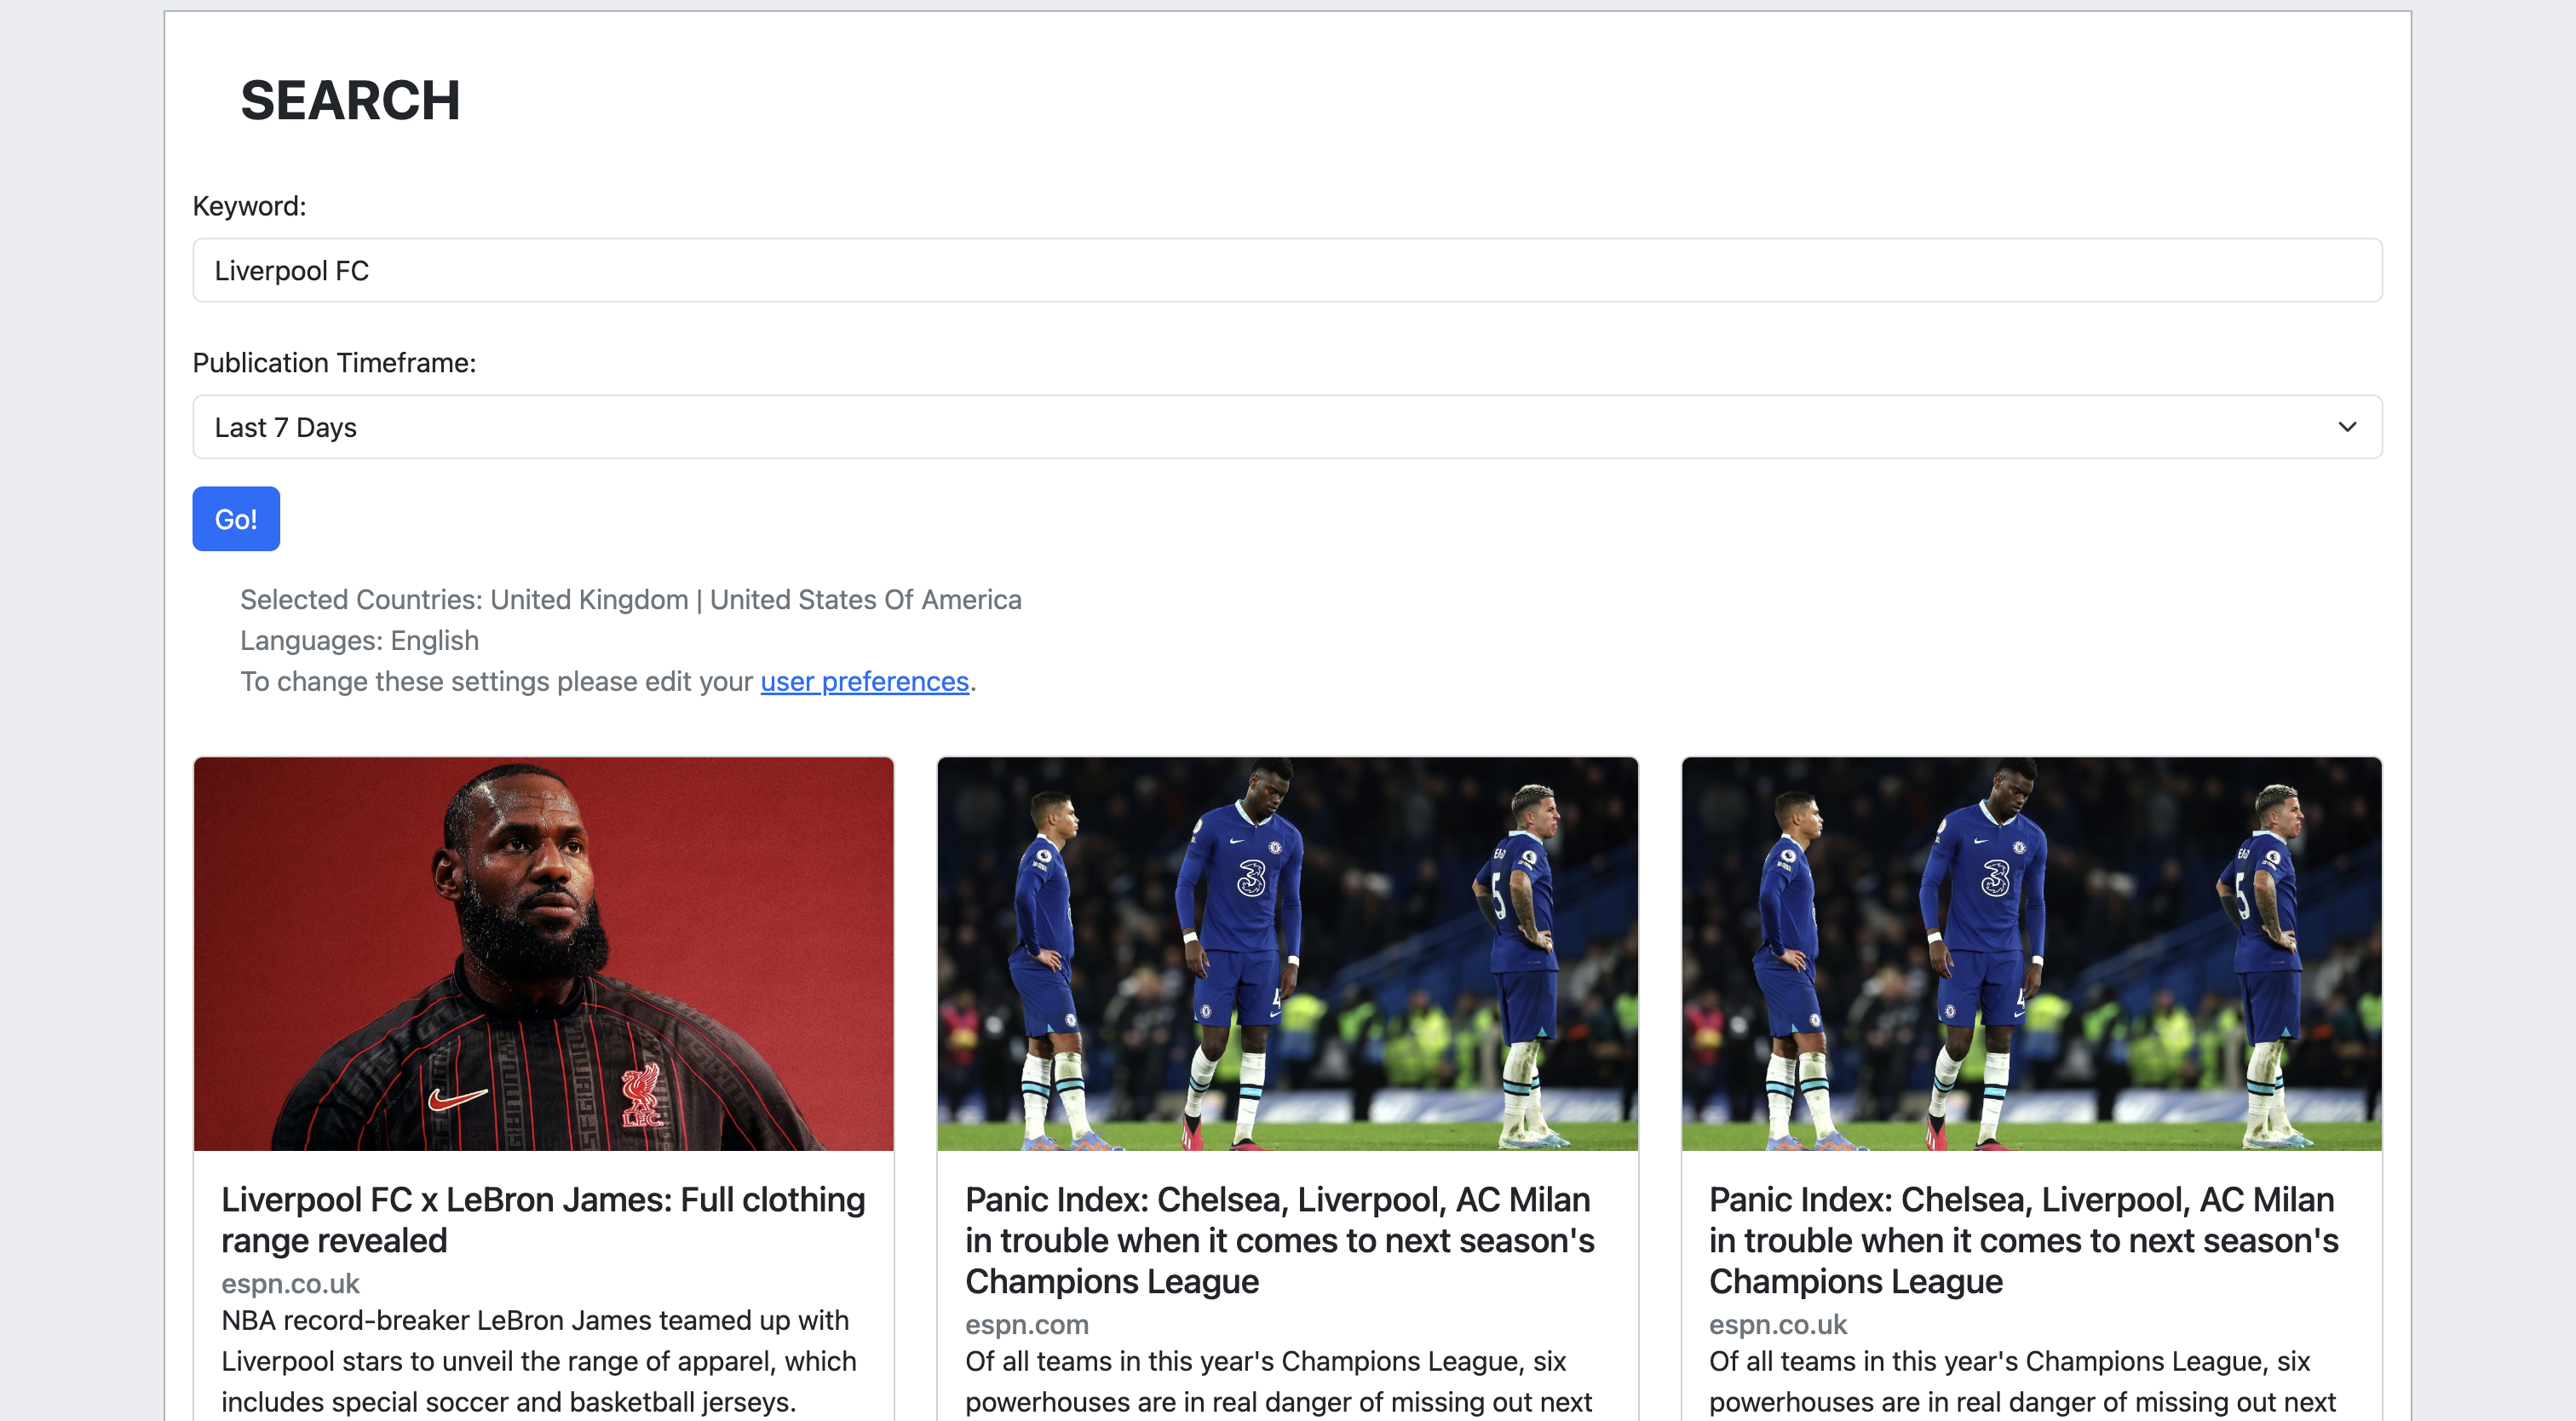 SEARCH
Keyword:
Liverpool FC
Publication Timeframe:
Last 7 Days
Go!
Selected Countries: United Kingdom | United States Of America
Languages: English
To change these settings please edit your user preferences.
L.F.C.
3
5
4
3
5
4
Liverpool FC x LeBron James: Full clothing
range revealed
espn.co.uk
NBA record-breaker LeBron James teamed up with
Liverpool stars to unveil the range of apparel, which
includes special soccer and basketball jerseys.
Panic Index: Chelsea, Liverpool, AC Milan
in trouble when it comes to next season's
Champions League
espn.com
Of all teams in this year's Champions League, six
powerhouses are in real danger of missing out next
Panic Index: Chelsea, Liverpool, AC Milan
in trouble when it comes to next season's
Champions League
espn.co.uk
Of all teams in this year's Champions League, six
powerhouses are in real danger of missing out next